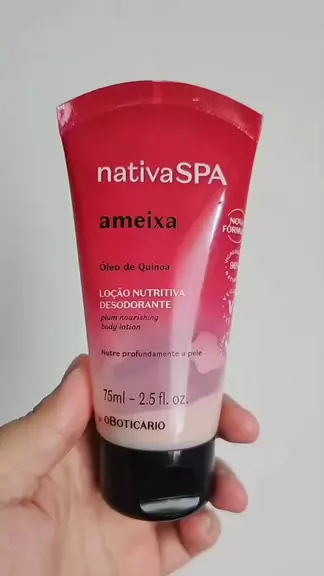 nativaSPA
ameixa
NOVA
FÓRMULA
Óleo de Quinoa
LOÇÃO NUTRITIVA
DESODORANTE
plum nourishing
body lotion
Nutre profundamente a pele
75ml - 2.5 fl. oz.
oBOTICÁRIO